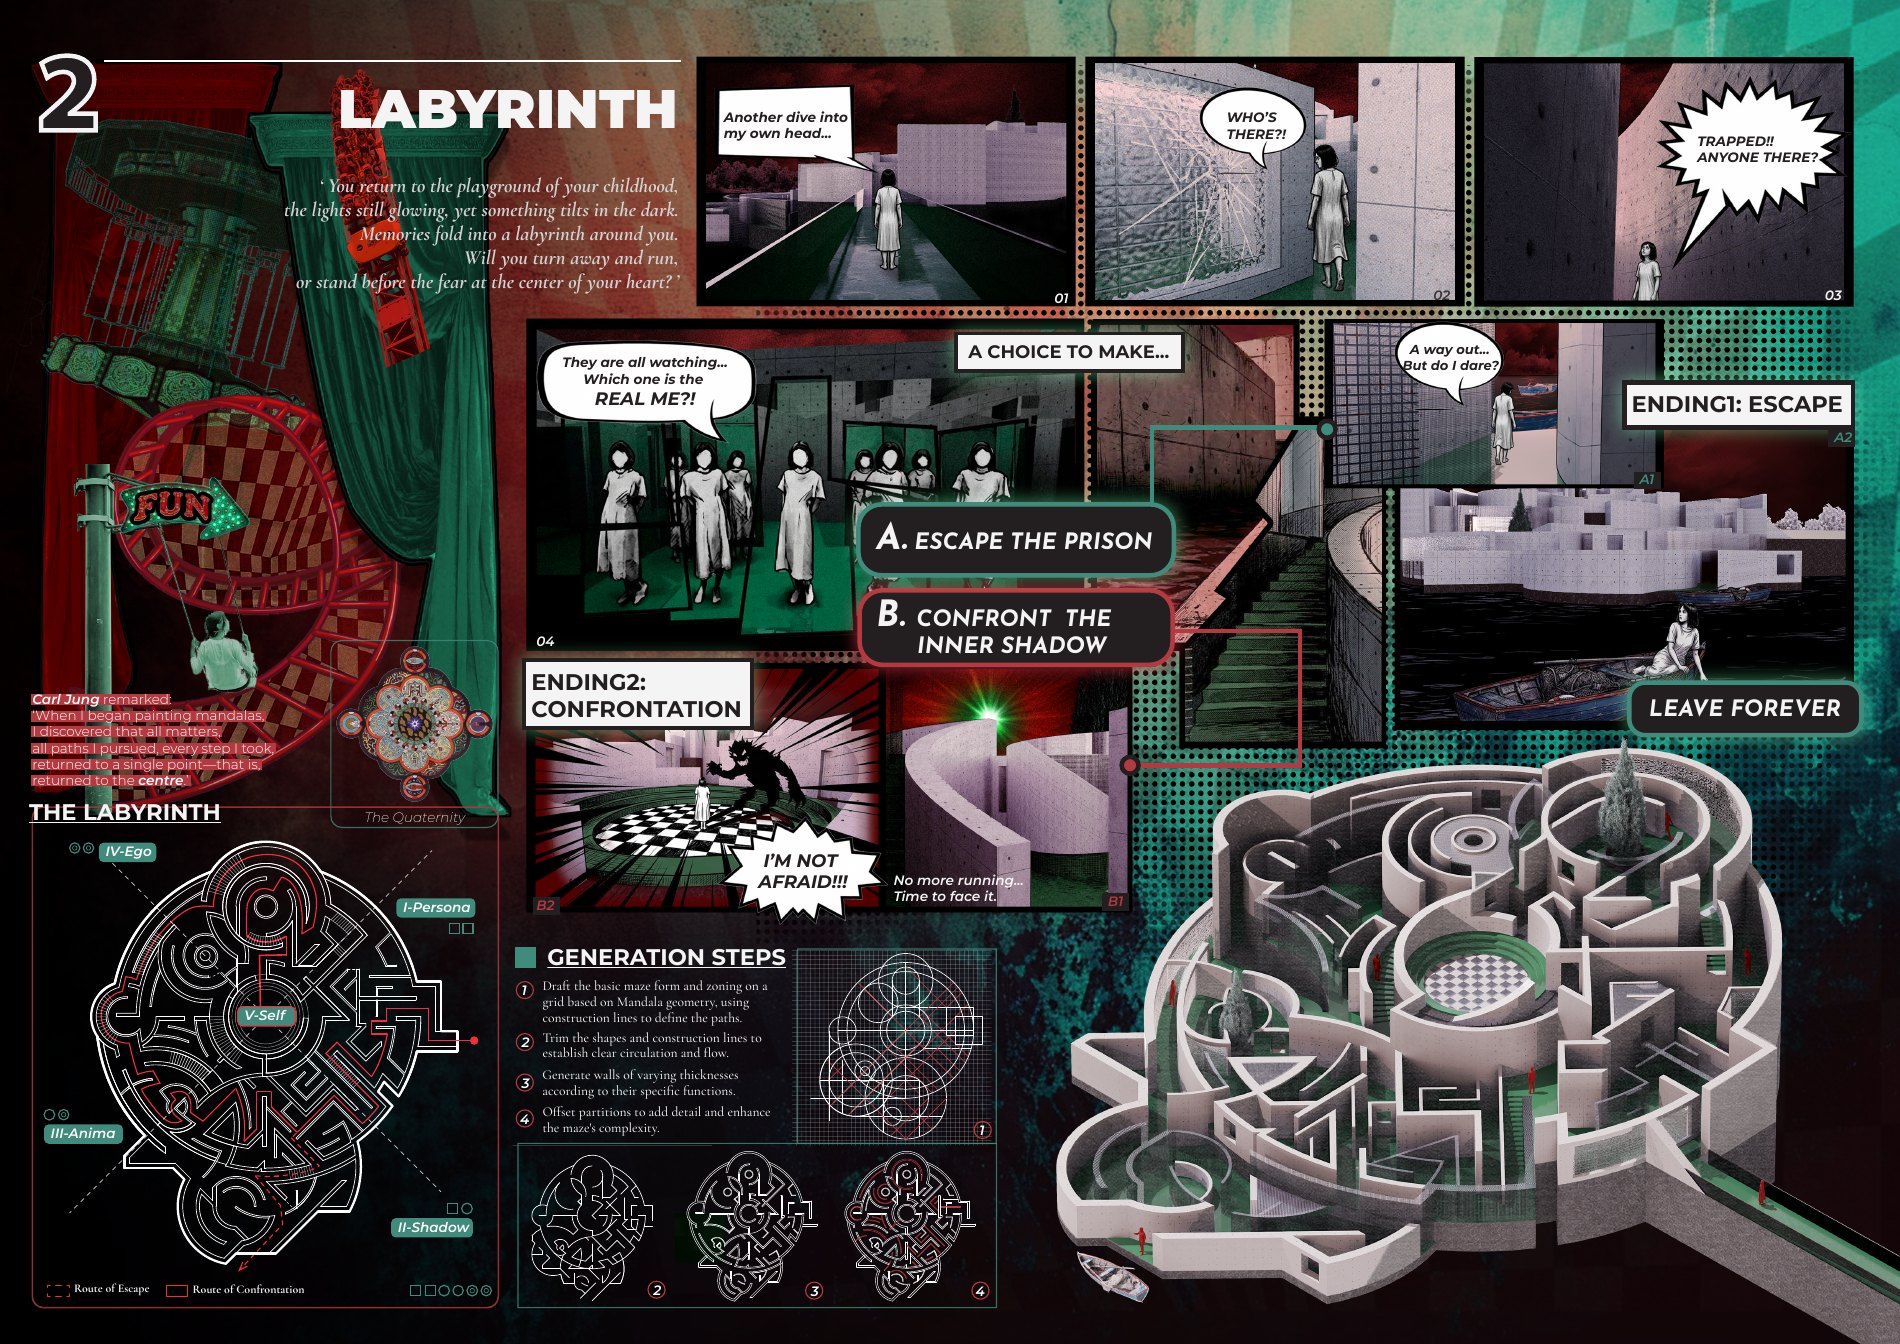 2
LABYRINTH
‘ You return to the playground of your childhood,
the lights still glowing, yet something tilts in the dark.
Memories fold into a labyrinth around you.
Will you turn away and run,
or stand before the fear at the center of your heart? ’
FUN
Carl Jung remarked:
‘When I began painting mandalas,
I discovered that all matters,
all paths I pursued, every step I took,
returned to a single point—that is,
returned to the centre.’
The Quaternity
THE LABYRINTH
IV-Ego
I-Persona
V-Self
III-Anima
II-Shadow
Route of Escape
Route of Confrontation
Another dive into
my own head...
01
WHO'S
THERE?!
02
TRAPPED!!
ANYONE THERE?
03
They are all watching...
Which one is the
REAL ME?!
04
A CHOICE TO MAKE...
A. ESCAPE THE PRISON
B. CONFRONT THE
INNER SHADOW
A way out...
But do I dare?
A1
ENDING1: ESCAPE
A2
LEAVE FOREVER
ENDING2:
CONFRONTATION
I'M NOT
AFRAID!!!
B2
No more running...
Time to face it.
B1
GENERATION STEPS
1 Draft the basic maze form and zoning on a
grid based on Mandala geometry, using
construction lines to define the paths.
2 Trim the shapes and construction lines to
establish clear circulation and flow.
3 Generate walls of varying thicknesses
according to their specific functions.
4 Offset partitions to add detail and enhance
the maze's complexity.
1
2
3
4